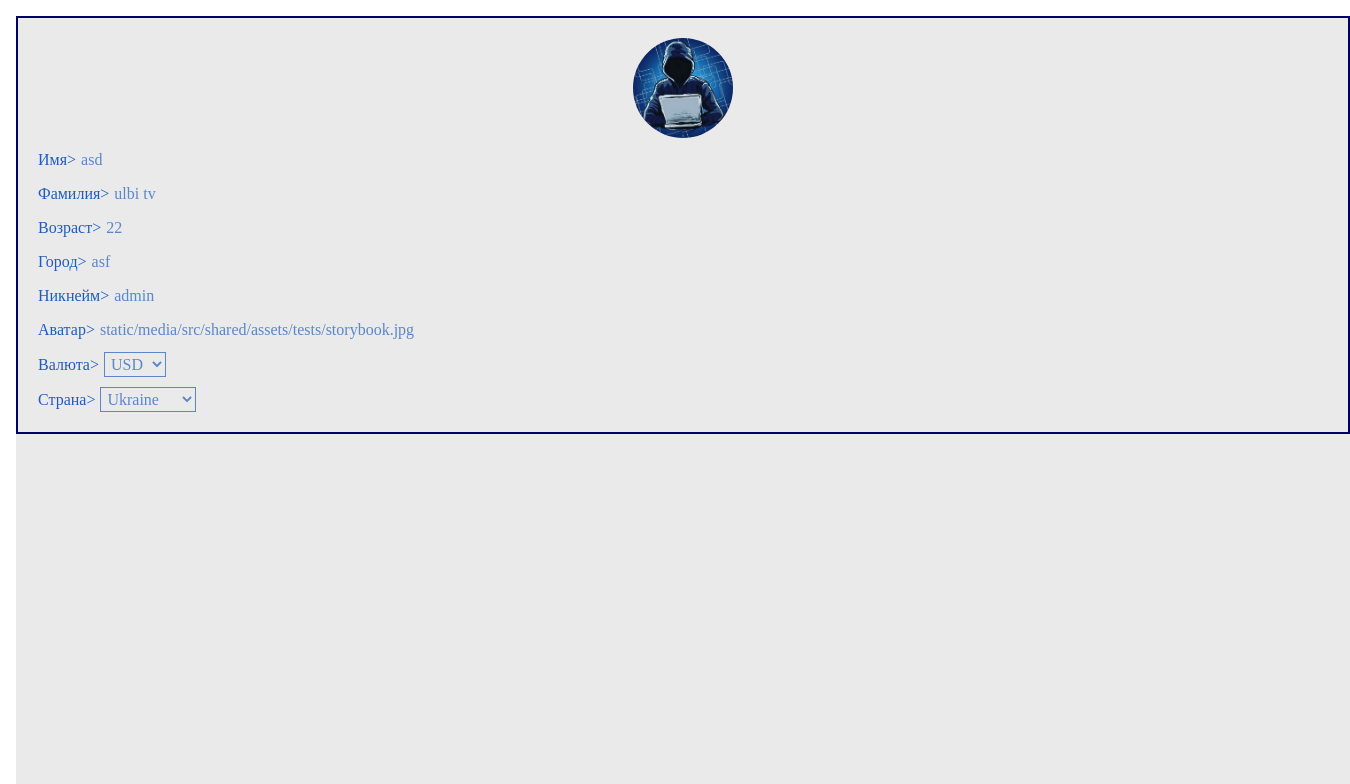 Имя> asd
Фамилия> ulbi tv
Возраст> 22
Город> asf
Никнейм> admin
Аватар> static/media/src/shared/assets/tests/storybook.jpg
Валюта> USD
Страна> Ukraine